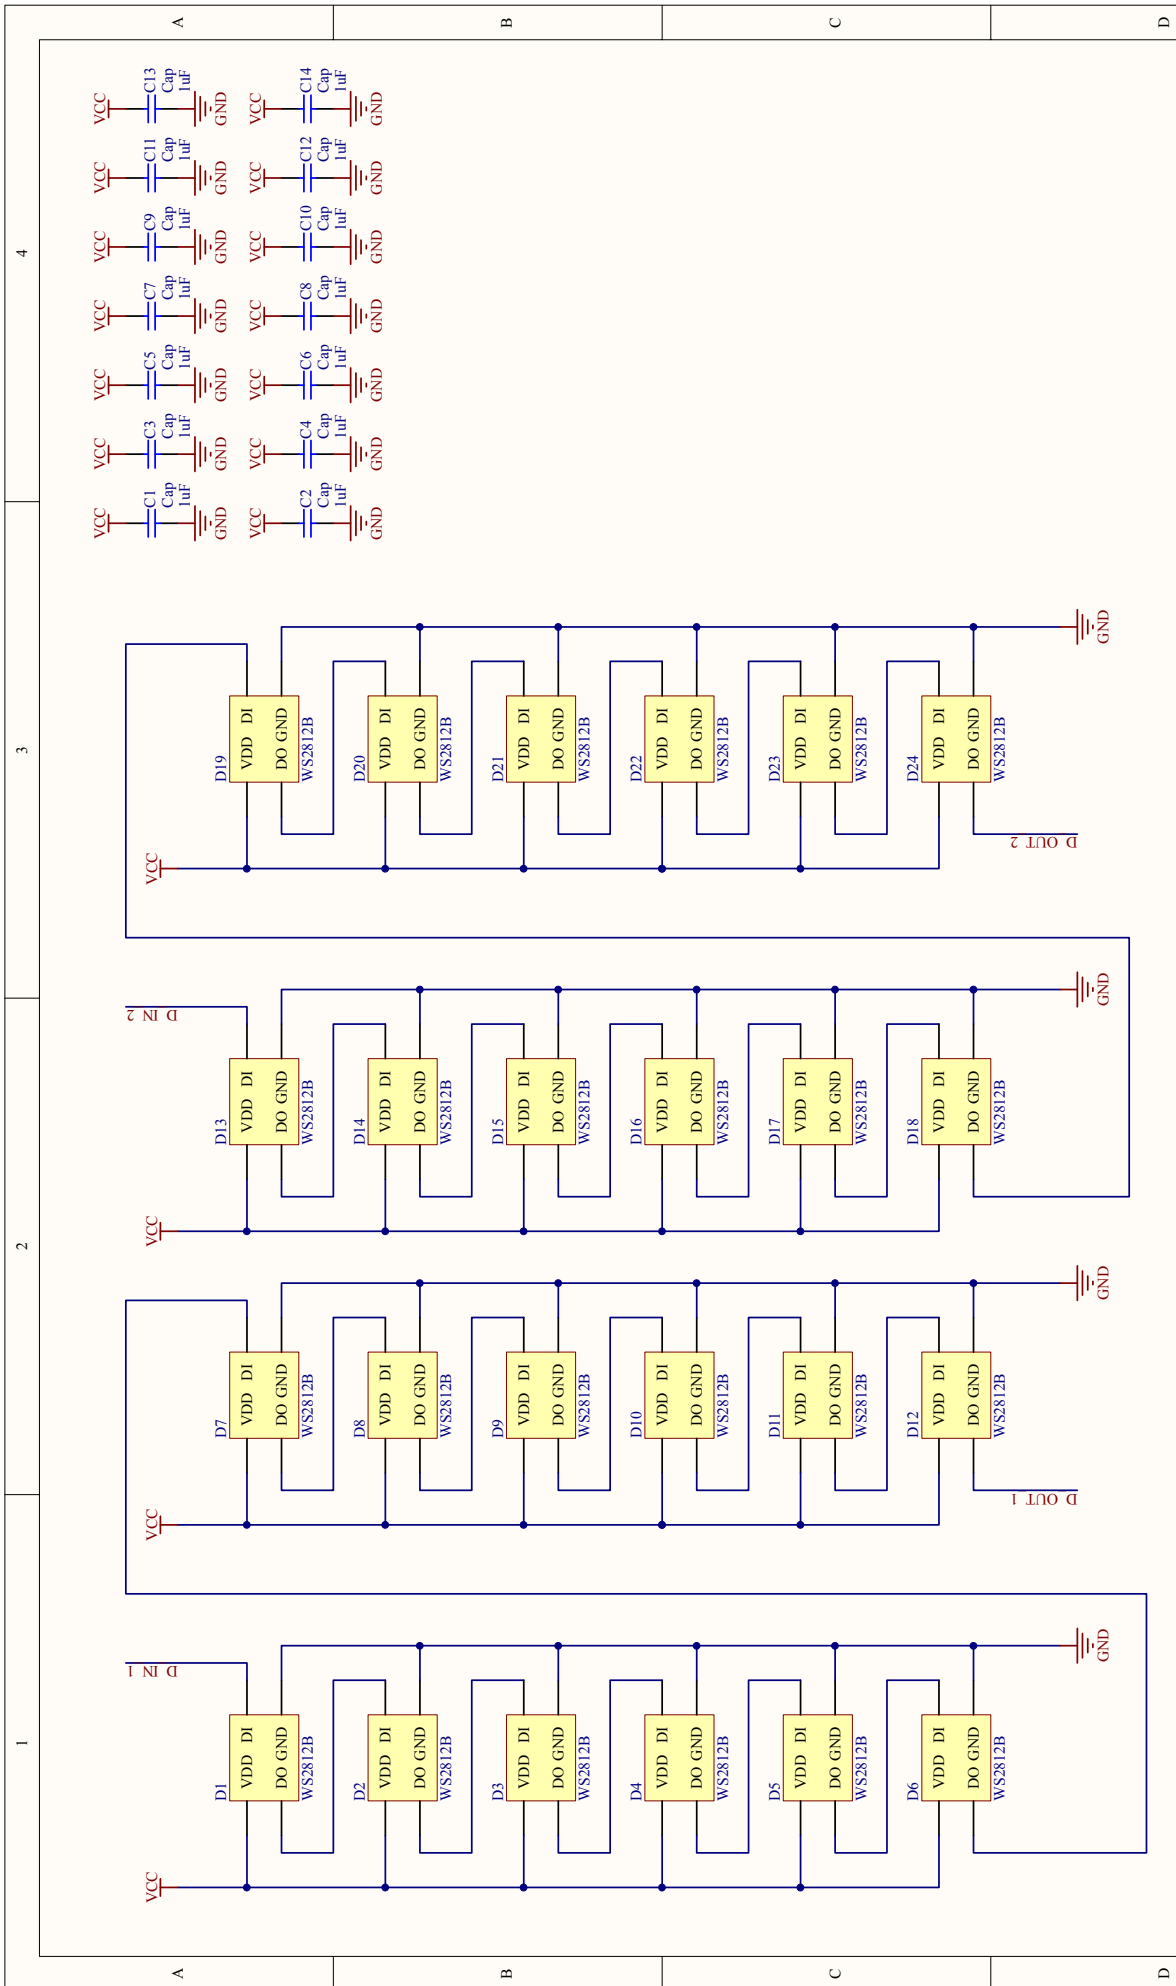 1
2
3
4
A
A
B
B
C
C
D
D
VCC
D1
VDD DI
DO GND
WS2812B
D2
VDD DI
DO GND
WS2812B
D3
VDD DI
DO GND
WS2812B
D4
VDD DI
DO GND
WS2812B
D5
VDD DI
DO GND
WS2812B
D6
VDD DI
DO GND
WS2812B
D_IN_1
GND
VCC
D7
VDD DI
DO GND
WS2812B
D8
VDD DI
DO GND
WS2812B
D9
VDD DI
DO GND
WS2812B
D10
VDD DI
DO GND
WS2812B
D11
VDD DI
DO GND
WS2812B
D12
VDD DI
DO GND
WS2812B
D_OUT_1
GND
VCC
D13
VDD DI
DO GND
WS2812B
D14
VDD DI
DO GND
WS2812B
D15
VDD DI
DO GND
WS2812B
D16
VDD DI
DO GND
WS2812B
D17
VDD DI
DO GND
WS2812B
D18
VDD DI
DO GND
WS2812B
D_IN_2
GND
VCC
D19
VDD DI
DO GND
WS2812B
D20
VDD DI
DO GND
WS2812B
D21
VDD DI
DO GND
WS2812B
D22
VDD DI
DO GND
WS2812B
D23
VDD DI
DO GND
WS2812B
D24
VDD DI
DO GND
WS2812B
D_OUT_2
GND
VCC
C1
Cap
1uF
GND
VCC
C3
Cap
1uF
GND
VCC
C5
Cap
1uF
GND
VCC
C7
Cap
1uF
GND
VCC
C9
Cap
1uF
GND
VCC
C11
Cap
1uF
GND
VCC
C13
Cap
1uF
GND
VCC
C2
Cap
1uF
GND
VCC
C4
Cap
1uF
GND
VCC
C6
Cap
1uF
GND
VCC
C8
Cap
1uF
GND
VCC
C10
Cap
1uF
GND
VCC
C12
Cap
1uF
GND
VCC
C14
Cap
1uF
GND